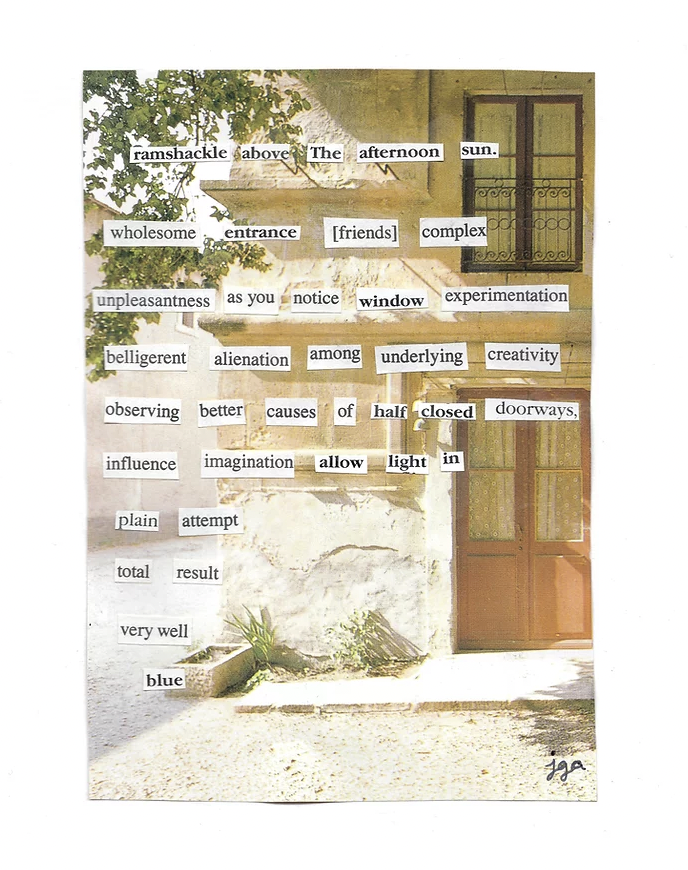 ramshackle above The afternoon sun.
wholesome entrance [friends] complex
unpleasantness as you notice window experimentation
belligerent alienation among underlying creativity
observing better causes of half closed doorways,
influence imagination allow light in
plain attempt
total result
very well
blue
jga